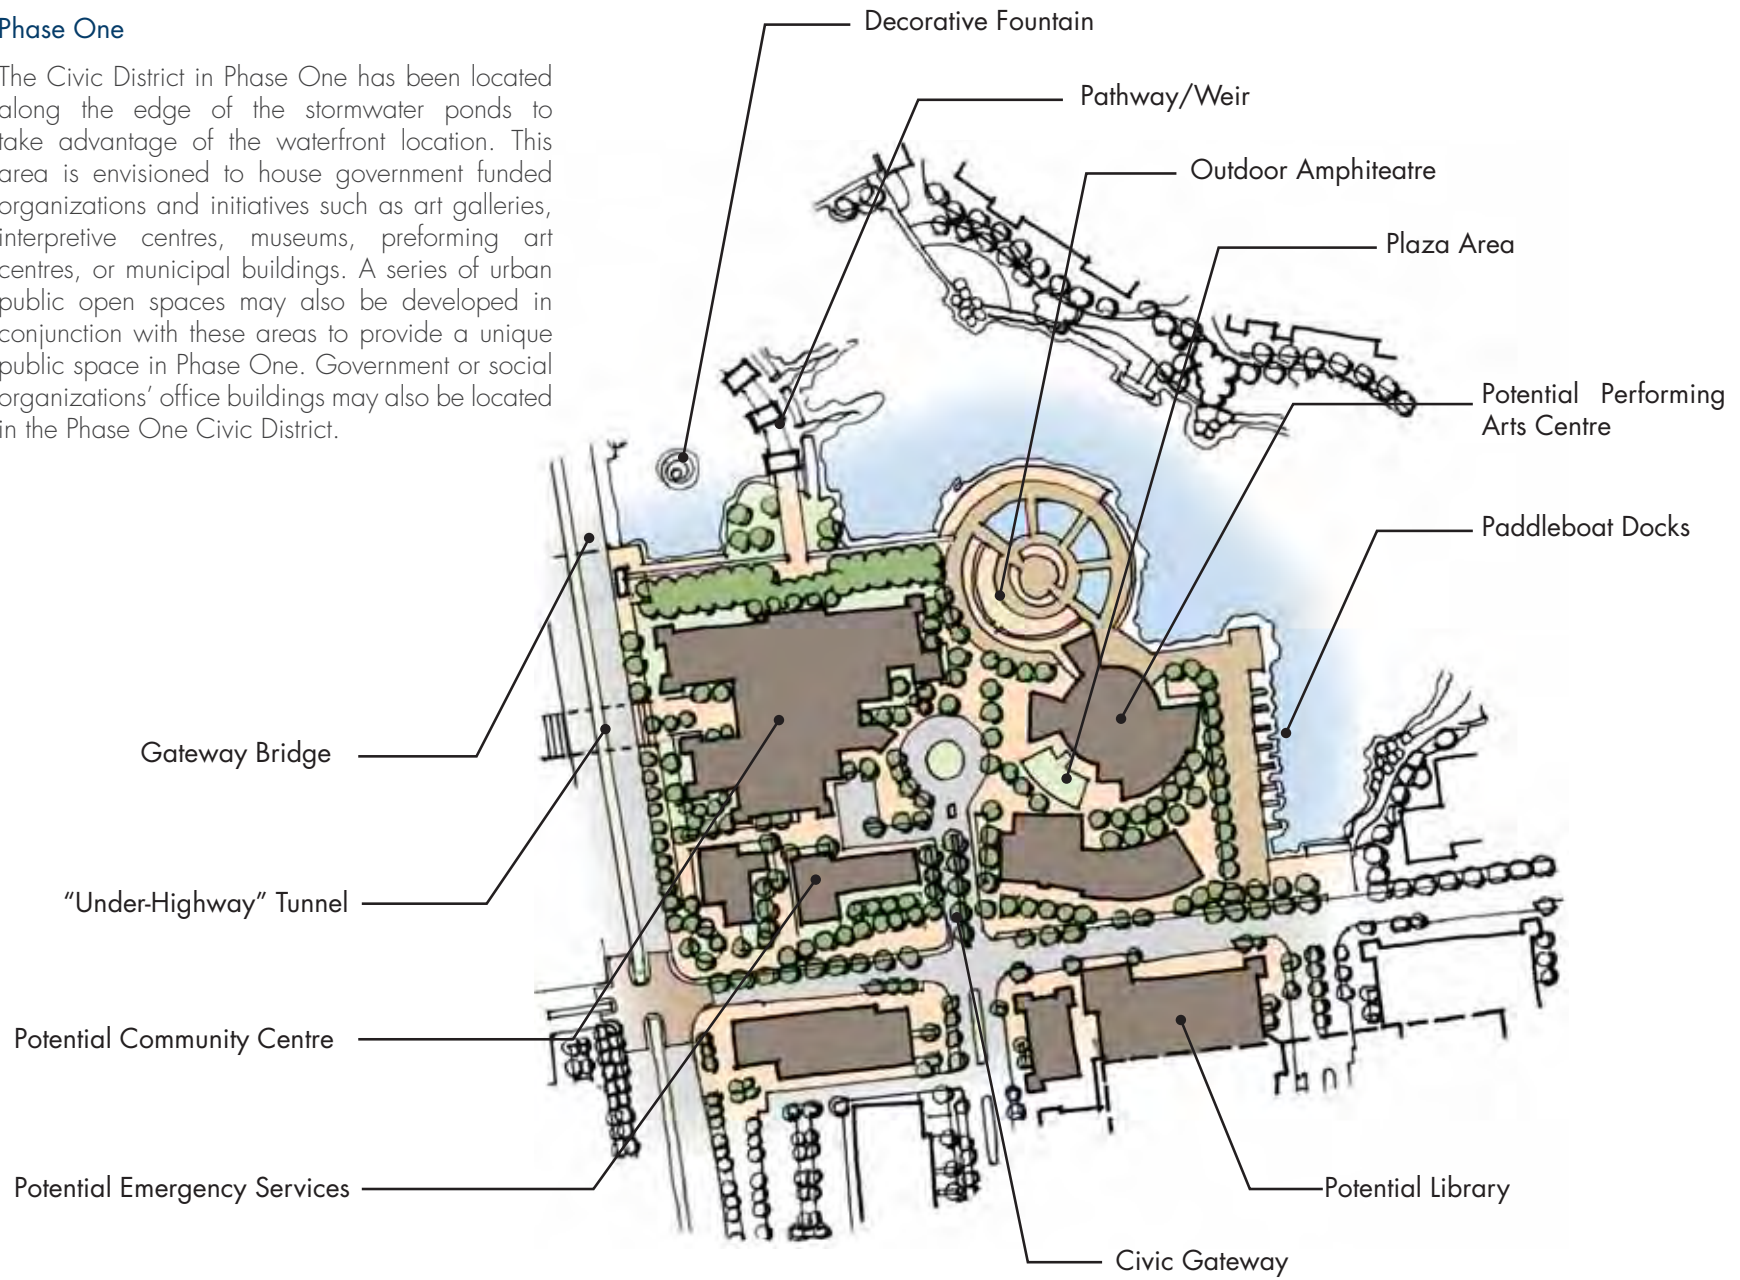 Phase One
The Civic District in Phase One has been located
along the edge of the stormwater ponds to
take advantage of the waterfront location. This
area is envisioned to house government funded
organizations and initiatives such as art galleries,
interpretive centres, museums, preforming art
centres, or municipal buildings. A series of urban
public open spaces may also be developed in
conjunction with these areas to provide a unique
public space in Phase One. Government or social
organizations’ office buildings may also be located
in the Phase One Civic District.
Decorative Fountain
Pathway/Weir
Outdoor Amphiteatre
Plaza Area
Potential Performing
Arts Centre
Paddleboat Docks
Gateway Bridge
“Under-Highway” Tunnel
Potential Community Centre
Potential Emergency Services
Potential Library
Civic Gateway